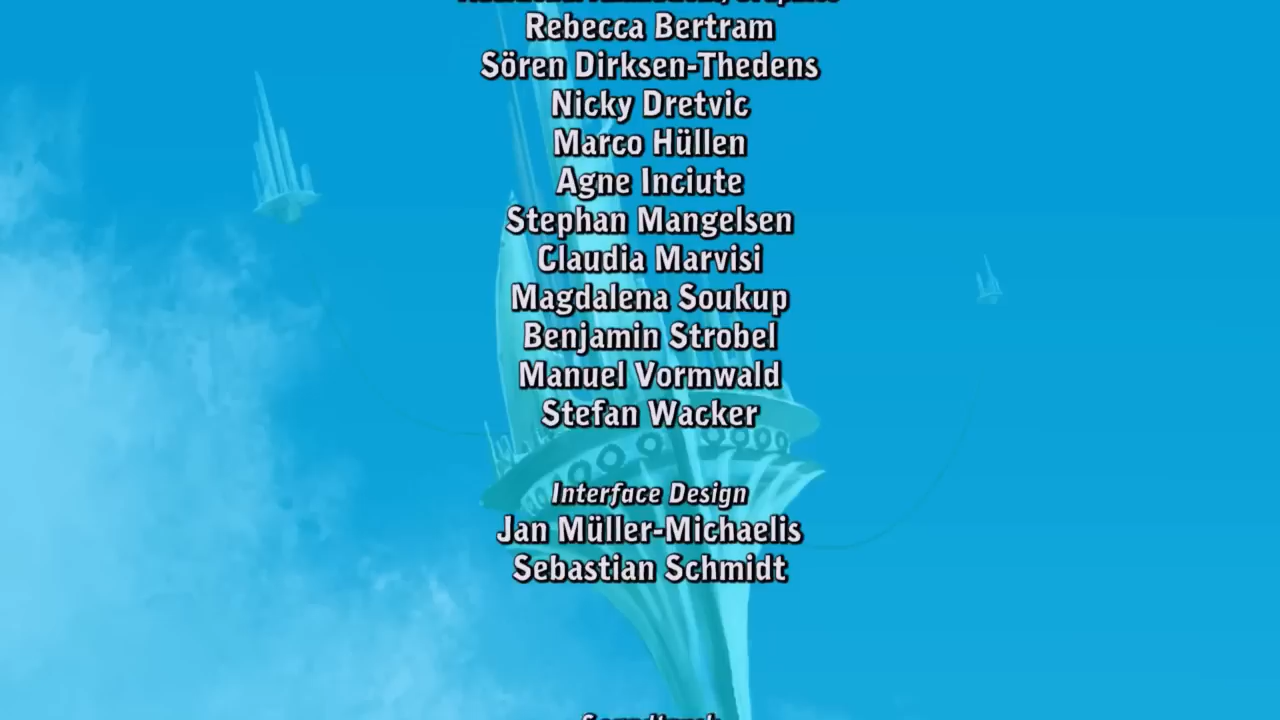 Rebecca Bertram
Sören Dirksen-Thedens
Nicky Dretvic
Marco Hüllen
Agne Inciute
Stephan Mangelsen
Claudia Marvisi
Magdalena Soukup
Benjamin Strobel
Manuel Vormwald
Stefan Wacker
Interface Design
Jan Müller-Michaelis
Sebastian Schmidt
Soundtrack